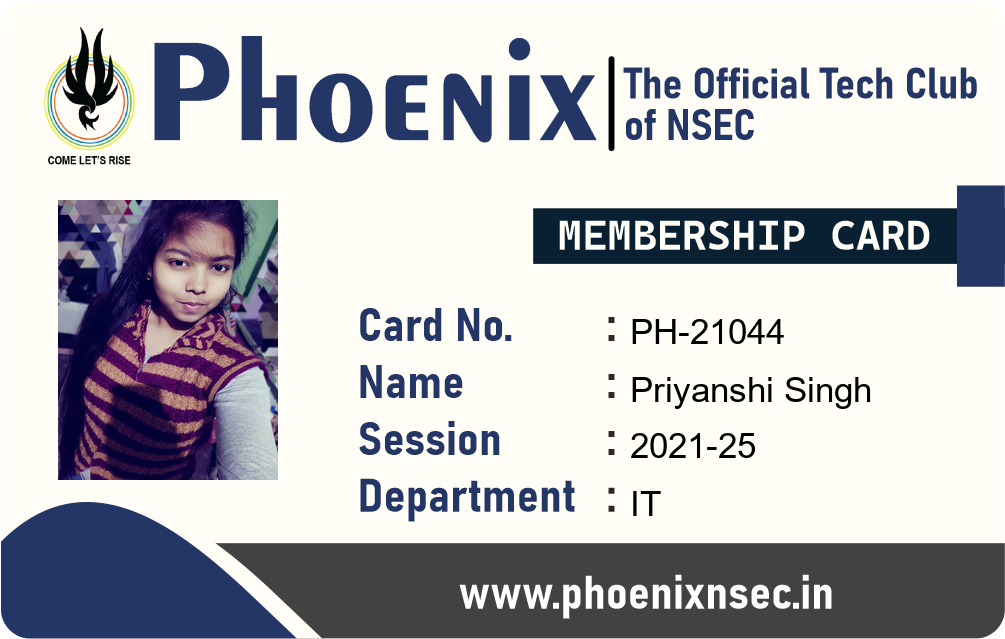 Phoenix
The Official Tech Club
of NSEC
COME LET'S RISE
MEMBERSHIP CARD
Card No. : PH-21044
Name : Priyanshi Singh
Session : 2021-25
Department : IT
www.phoenixnsec.in